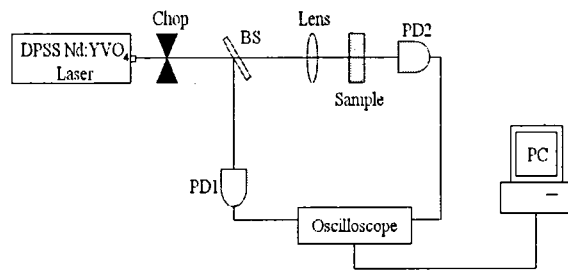 Chop
BS
Lens
PD2
DPSS Nd:YVO4
Laser
Sample
PD1
Oscilloscope
PC